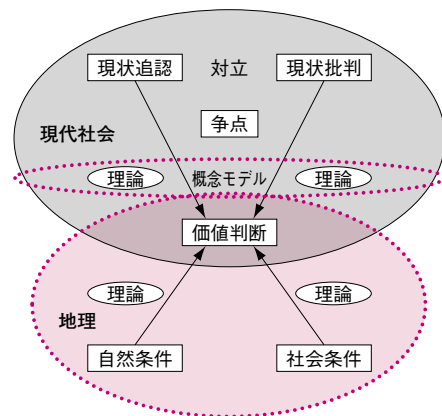 現状追認
対立
現状批判
争点
現代社会
理論
概念モデル
理論
価値判断
理論
理論
地理
自然条件
社会条件